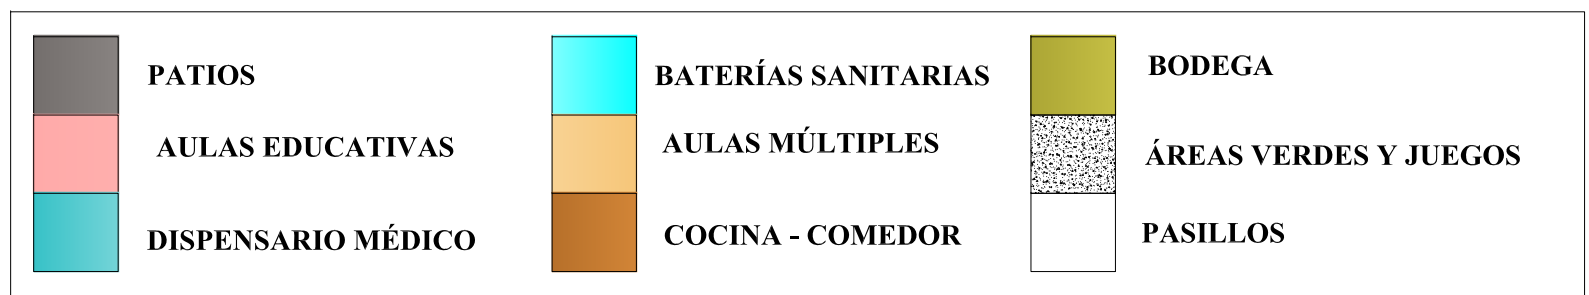 PATIOS
AULAS EDUCATIVAS
DISPENSARIO MÉDICO
BATERÍAS SANITARIAS
AULAS MÚLTIPLES
COCINA - COMEDOR
BODEGA
ÁREAS VERDES Y JUEGOS
PASILLOS